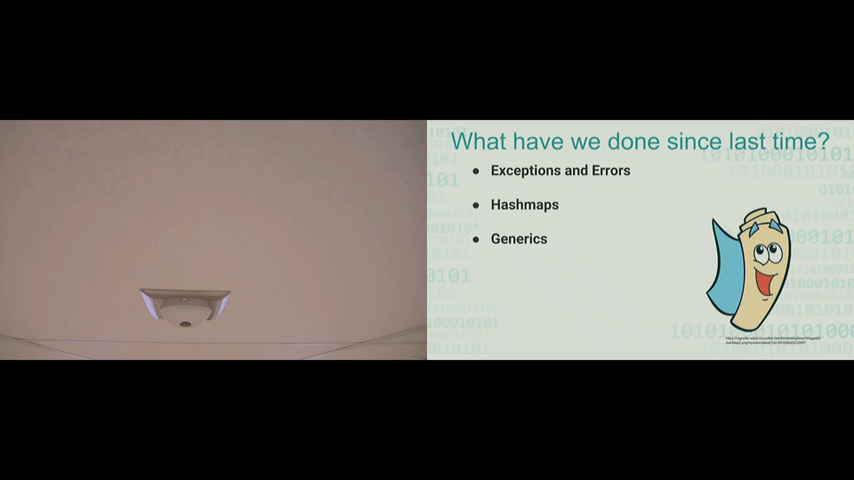 What have we done since last time?
● Exceptions and Errors
● Hashmaps
● Generics